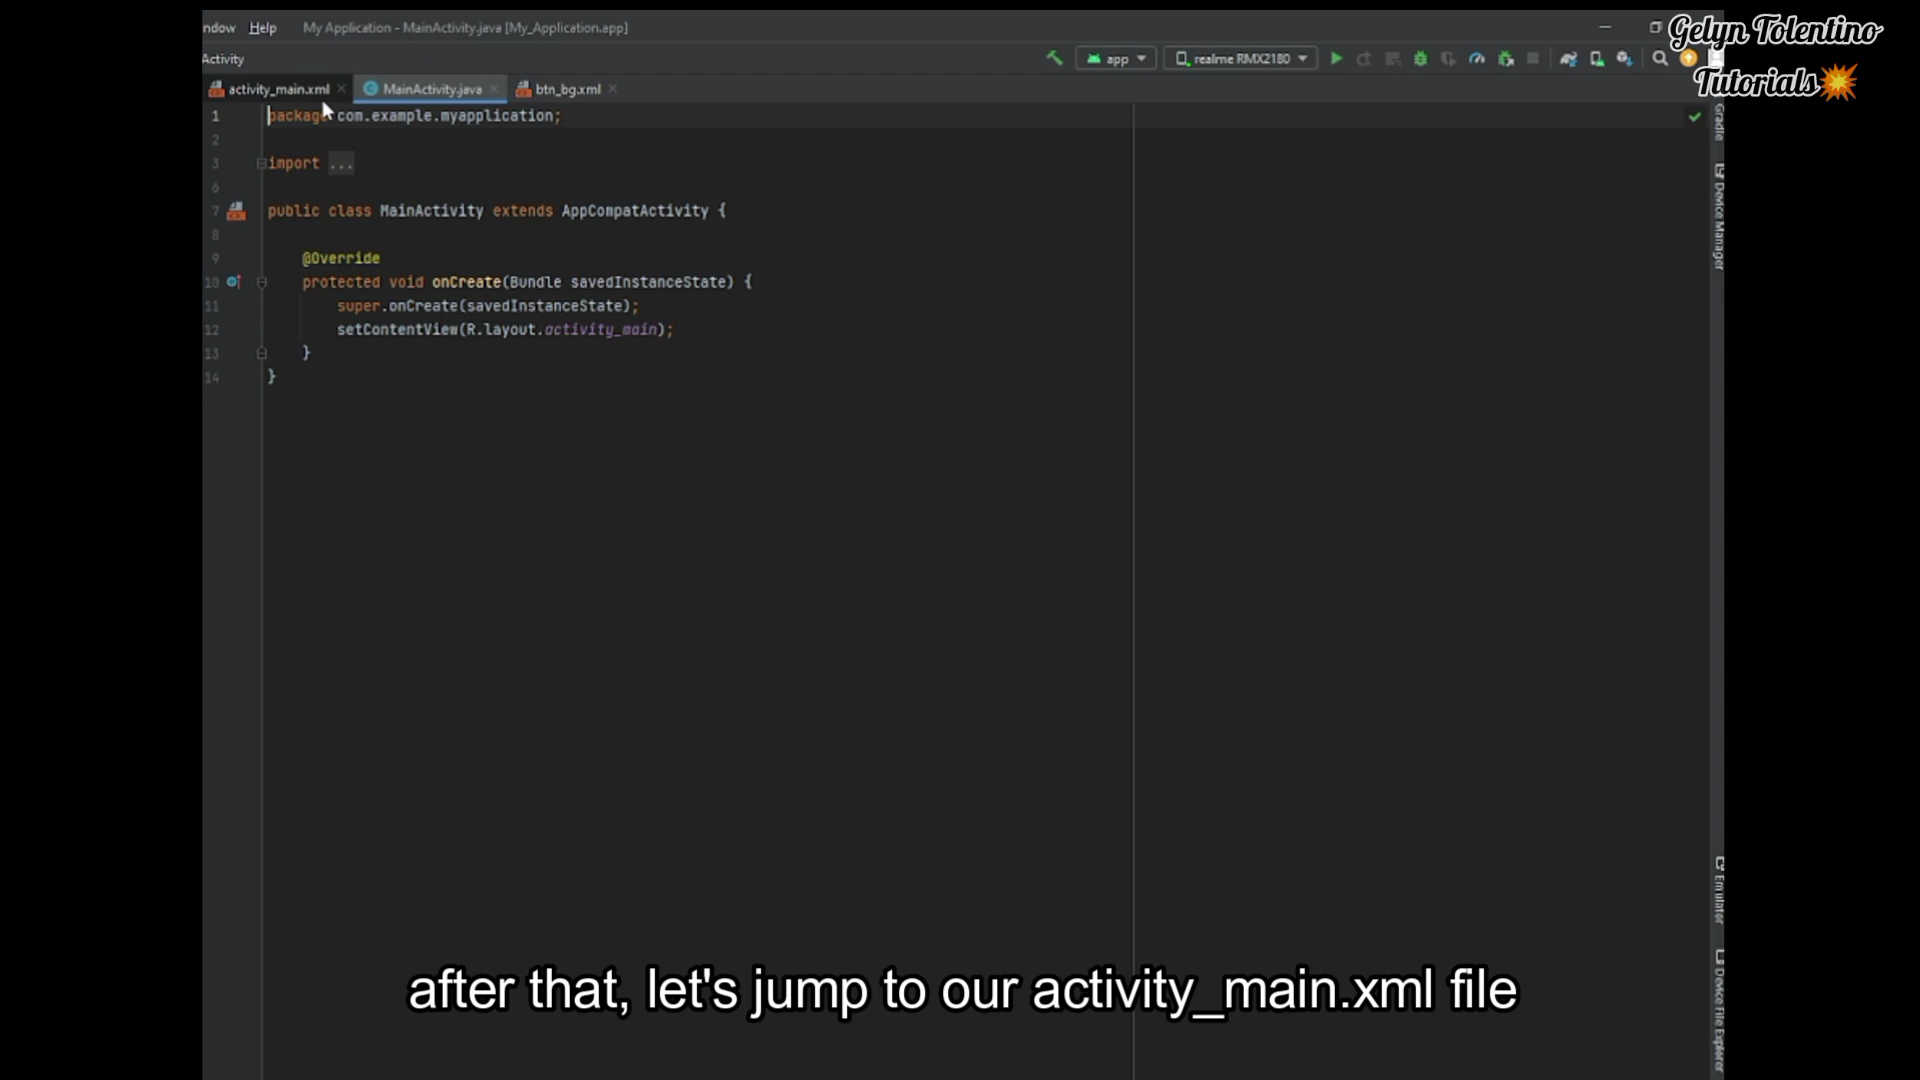 ndow Help My Application - MainActivity.java [My_Application.app]
Gelyn Tolentino
Tutorials
Activity
app
realme RMX2180
activity_main.xml
MainActivity.java
btn_bg.xml
1 package com.example.myapplication;
2
3 import ...
6
7 public class MainActivity extends AppCompatActivity {
8
9 @Override
10 protected void onCreate(Bundle savedInstanceState) {
11 super.onCreate(savedInstanceState);
12 setContentView(R.layout.activity_main);
13 }
14 }
Gradle
Device Manager
Emulator
Device File Explorer
after that, let's jump to our activity_main.xml file